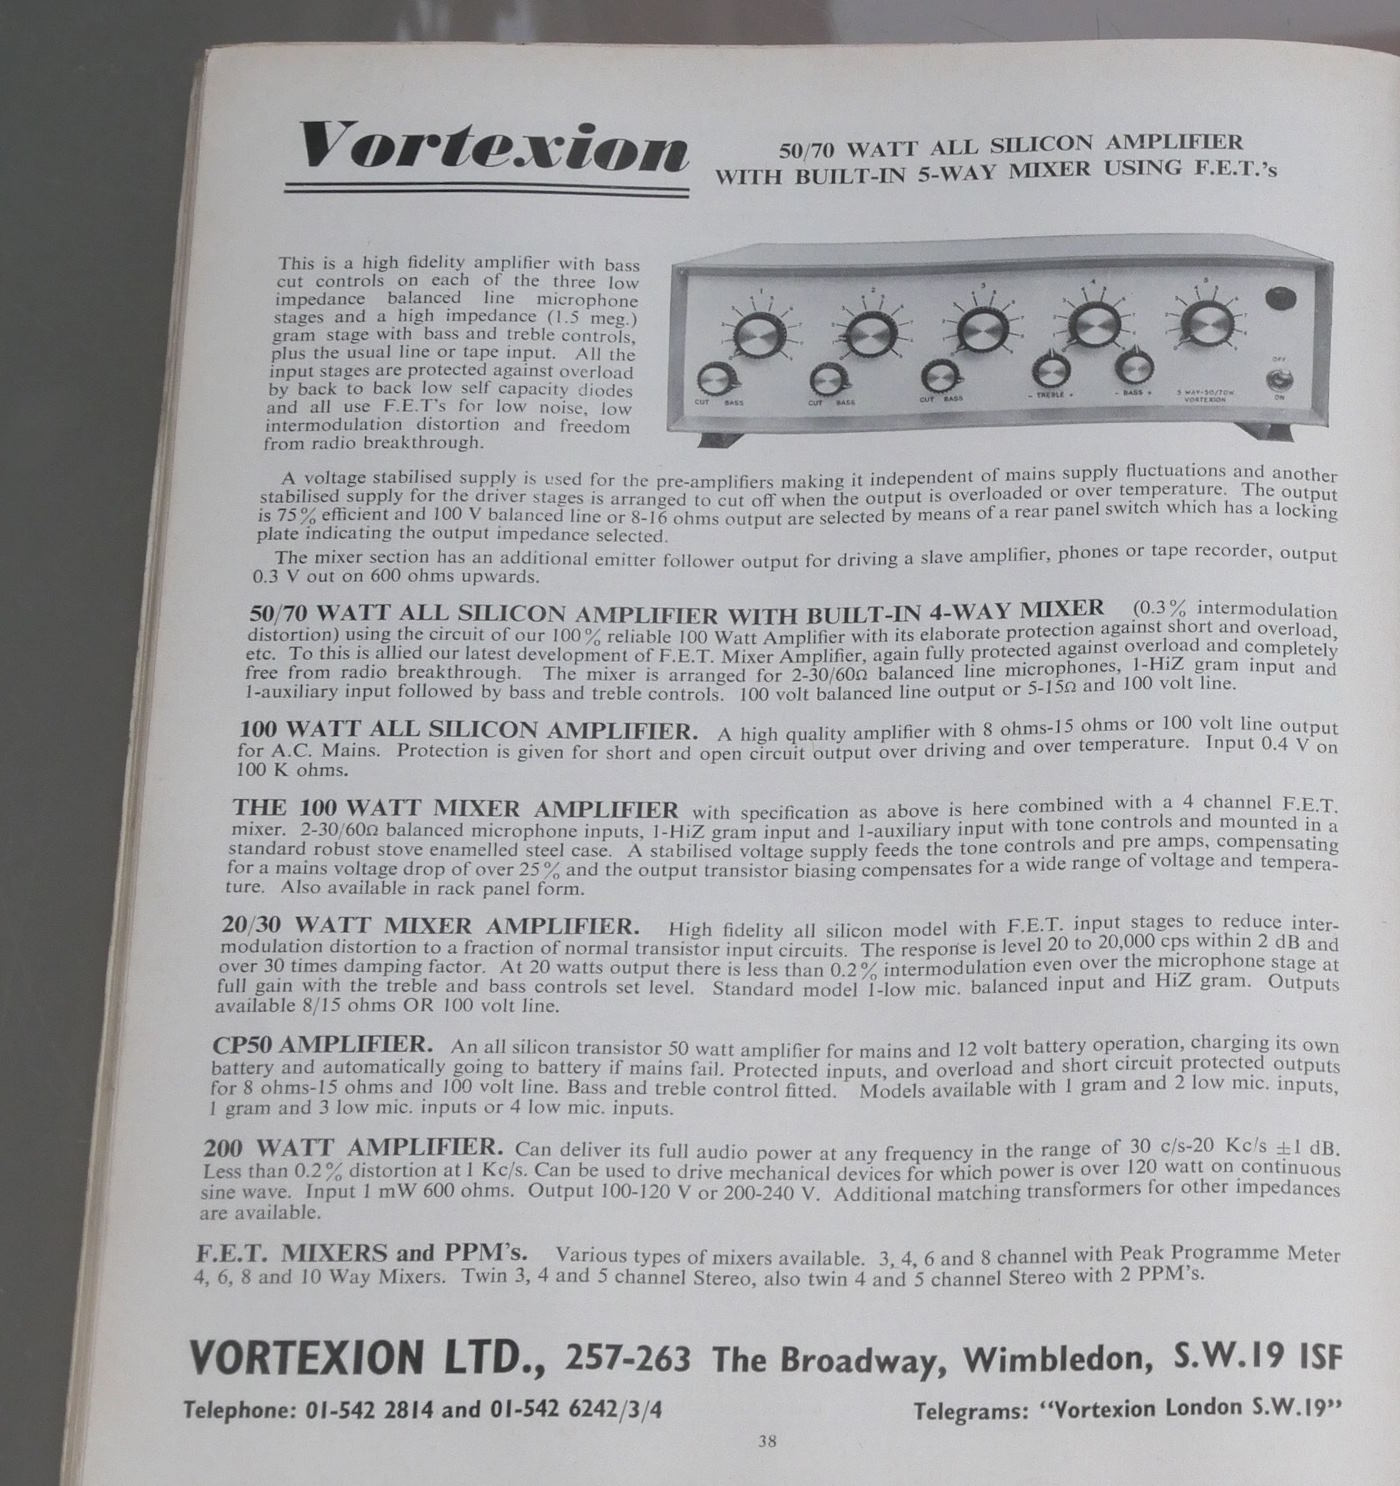 Vortexion
50/70 WATT ALL SILICON AMPLIFIER
WITH BUILT-IN 5-WAY MIXER USING F.E.T.'s
This is a high fidelity amplifier with bass
cut controls on each of the three low
impedance balanced line microphone
stages and a high impedance (1.5 meg.)
gram stage with bass and treble controls,
plus the usual line or tape input. All the
input stages are protected against overload
by back to back low self capacity diodes
and all use F.E.T's for low noise, low
intermodulation distortion and freedom
from radio breakthrough.
1 2 3 4 5
CUT BASS CUT BASS CUT BASS - TREBLE + - BASS +
5 WAY-50/70W
VORTEXION
OFF
ON
A voltage stabilised supply is used for the pre-amplifiers making it independent of mains supply fluctuations and another
stabilised supply for the driver stages is arranged to cut off when the output is overloaded or over temperature. The output
is 75% efficient and 100 V balanced line or 8-16 ohms output are selected by means of a rear panel switch which has a locking
plate indicating the output impedance selected.
The mixer section has an additional emitter follower output for driving a slave amplifier, phones or tape recorder, output
0.3 V out on 600 ohms upwards.
50/70 WATT ALL SILICON AMPLIFIER WITH BUILT-IN 4-WAY MIXER (0.3% intermodulation
distortion) using the circuit of our 100% reliable 100 Watt Amplifier with its elaborate protection against short and overload,
etc. To this is allied our latest development of F.E.T. Mixer Amplifier, again fully protected against overload and completely
free from radio breakthrough. The mixer is arranged for 2-30/60Ω balanced line microphones, 1-HiZ gram input and
1-auxiliary input followed by bass and treble controls. 100 volt balanced line output or 5-15Ω and 100 volt line.
100 WATT ALL SILICON AMPLIFIER. A high quality amplifier with 8 ohms-15 ohms or 100 volt line output
for A.C. Mains. Protection is given for short and open circuit output over driving and over temperature. Input 0.4 V on
100 K ohms.
THE 100 WATT MIXER AMPLIFIER with specification as above is here combined with a 4 channel F.E.T.
mixer. 2-30/60Ω balanced microphone inputs, 1-HiZ gram input and 1-auxiliary input with tone controls and mounted in a
standard robust stove enamelled steel case. A stabilised voltage supply feeds the tone controls and pre amps, compensating
for a mains voltage drop of over 25% and the output transistor biasing compensates for a wide range of voltage and tempera-
ture. Also available in rack panel form.
20/30 WATT MIXER AMPLIFIER. High fidelity all silicon model with F.E.T. input stages to reduce inter-
modulation distortion to a fraction of normal transistor input circuits. The response is level 20 to 20,000 cps within 2 dB and
over 30 times damping factor. At 20 watts output there is less than 0.2% intermodulation even over the microphone stage at
full gain with the treble and bass controls set level. Standard model 1-low mic. balanced input and HiZ gram. Outputs
available 8/15 ohms OR 100 volt line.
CP50 AMPLIFIER. An all silicon transistor 50 watt amplifier for mains and 12 volt battery operation, charging its own
battery and automatically going to battery if mains fail. Protected inputs, and overload and short circuit protected outputs
for 8 ohms-15 ohms and 100 volt line. Bass and treble control fitted. Models available with 1 gram and 2 low mic. inputs,
1 gram and 3 low mic. inputs or 4 low mic. inputs.
200 WATT AMPLIFIER. Can deliver its full audio power at any frequency in the range of 30 c/s-20 Kc/s ±1 dB.
Less than 0.2% distortion at 1 Kc/s. Can be used to drive mechanical devices for which power is over 120 watt on continuous
sine wave. Input 1 mW 600 ohms. Output 100-120 V or 200-240 V. Additional matching transformers for other impedances
are available.
F.E.T. MIXERS and PPM's. Various types of mixers available. 3, 4, 6 and 8 channel with Peak Programme Meter
4, 6, 8 and 10 Way Mixers. Twin 3, 4 and 5 channel Stereo, also twin 4 and 5 channel Stereo with 2 PPM's.
VORTEXION LTD., 257-263 The Broadway, Wimbledon, S.W.19 1SF
Telephone: 01-542 2814 and 01-542 6242/3/4
Telegrams: "Vortexion London S.W.19"
38